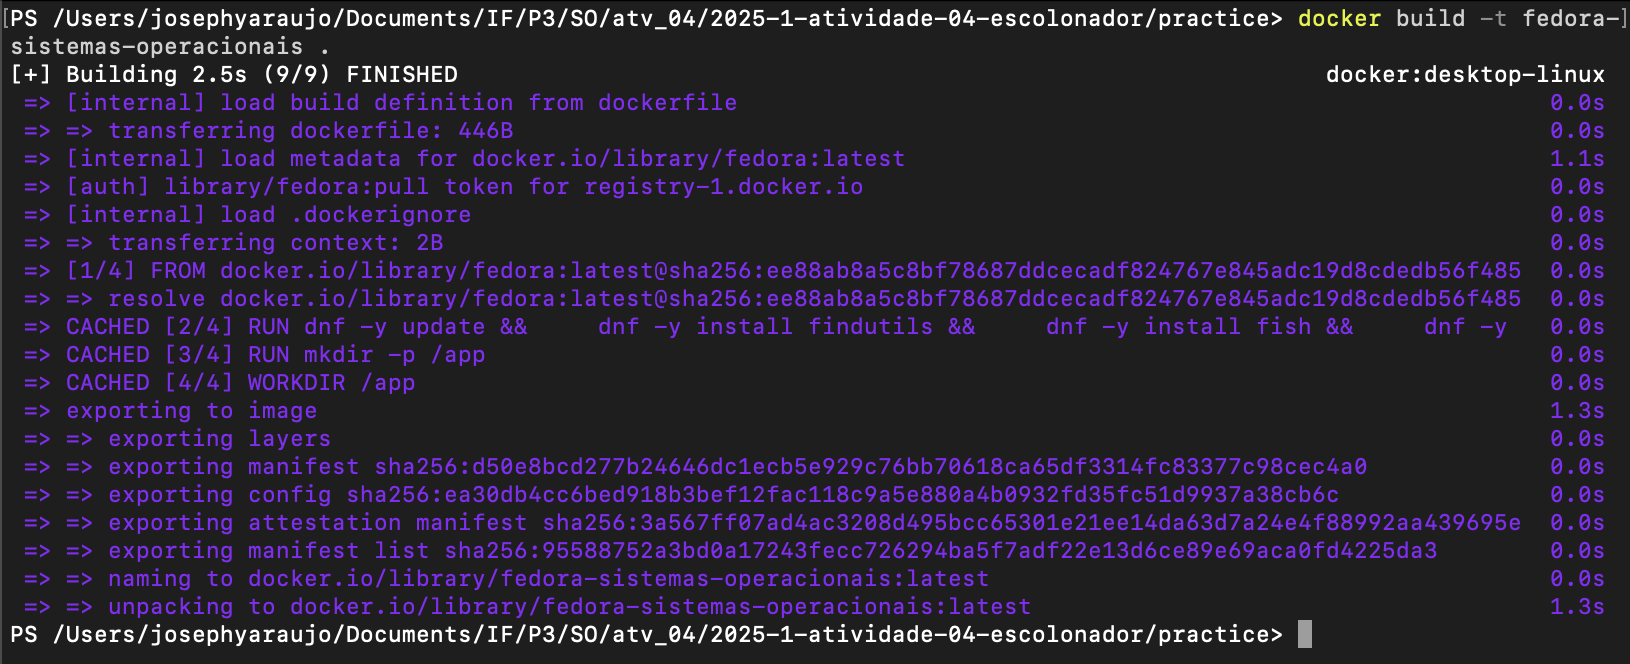 [PS /Users/josephyaraujo/Documents/IF/P3/SO/atv_04/2025-1-atividade-04-escolonador/practice> docker build -t fedora-]
sistemas-operacionais .
[+] Building 2.5s (9/9) FINISHED docker:desktop-linux
=> [internal] load build definition from dockerfile 0.0s
=> => transferring dockerfile: 446B 0.0s
=> [internal] load metadata for docker.io/library/fedora:latest 1.1s
=> [auth] library/fedora:pull token for registry-1.docker.io 0.0s
=> [internal] load .dockerignore 0.0s
=> => transferring context: 2B 0.0s
=> [1/4] FROM docker.io/library/fedora:latest@sha256:ee88ab8a5c8bf78687ddcecadf824767e845adc19d8cdedb56f485 0.0s
=> => resolve docker.io/library/fedora:latest@sha256:ee88ab8a5c8bf78687ddcecadf824767e845adc19d8cdedb56f485 0.0s
=> CACHED [2/4] RUN dnf -y update && dnf -y install findutils && dnf -y install fish && dnf -y 0.0s
=> CACHED [3/4] RUN mkdir -p /app 0.0s
=> CACHED [4/4] WORKDIR /app 0.0s
=> exporting to image 1.3s
=> => exporting layers 0.0s
=> => exporting manifest sha256:d50e8bcd277b24646dc1ecb5e929c76bb70618ca65df3314fc83377c98cec4a0 0.0s
=> => exporting config sha256:ea30db4cc6bed918b3bef12fac118c9a5e880a4b0932fd35fc51d9937a38cb6c 0.0s
=> => exporting attestation manifest sha256:3a567ff07ad4ac3208d495bcc65301e21ee14da63d7a24e4f88992aa439695e 0.0s
=> => exporting manifest list sha256:95588752a3bd0a17243fecc726294ba5f7adf22e13d6ce89e69aca0fd4225da3 0.0s
=> => naming to docker.io/library/fedora-sistemas-operacionais:latest 0.0s
=> => unpacking to docker.io/library/fedora-sistemas-operacionais:latest 1.3s
PS /Users/josephyaraujo/Documents/IF/P3/SO/atv_04/2025-1-atividade-04-escolonador/practice>